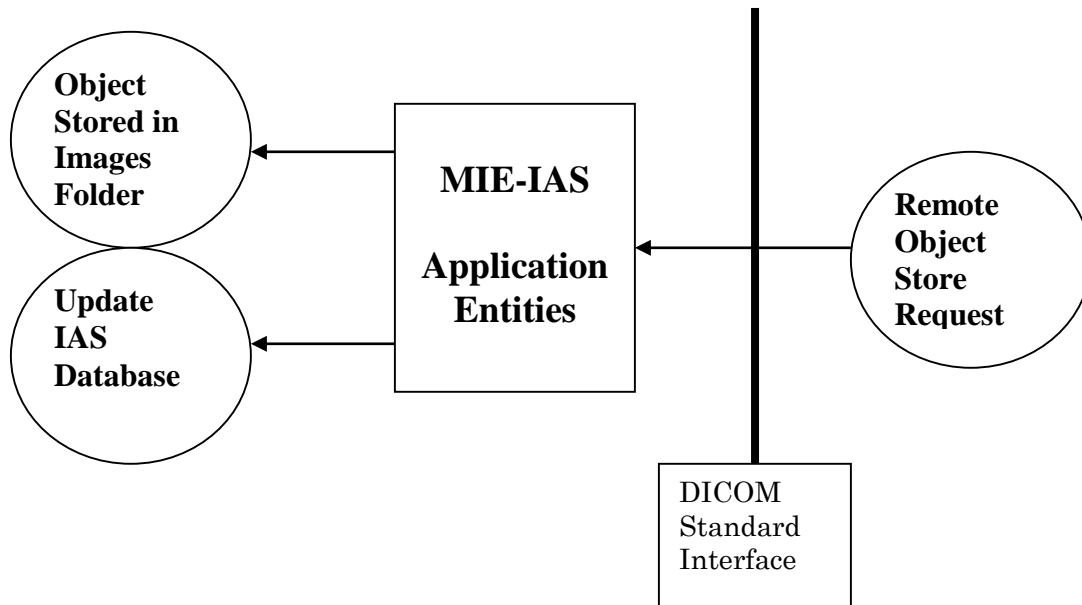 Object
Stored in
Images
Folder
Update
IAS
Database
MIE-IAS
Application
Entities
Remote
Object
Store
Request
DICOM
Standard
Interface